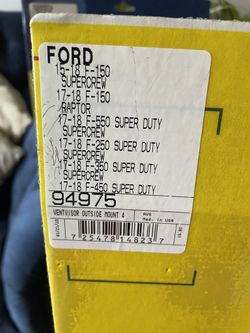 FORD
15-18 F-150
SUPERCREW
17-18 F-150
RAPTOR
17-18 F-550 SUPER DUTY
SUPERCREW
17-18 F-250 SUPER DUTY
SUPERCREW
17-18 F-350 SUPER DUTY
SUPERCREW
17-18 F-450 SUPER DUTY
94975
VENTVISOR OUTSIDE MOUNT 4
AVS
Made in USA
7 25478 14823 7